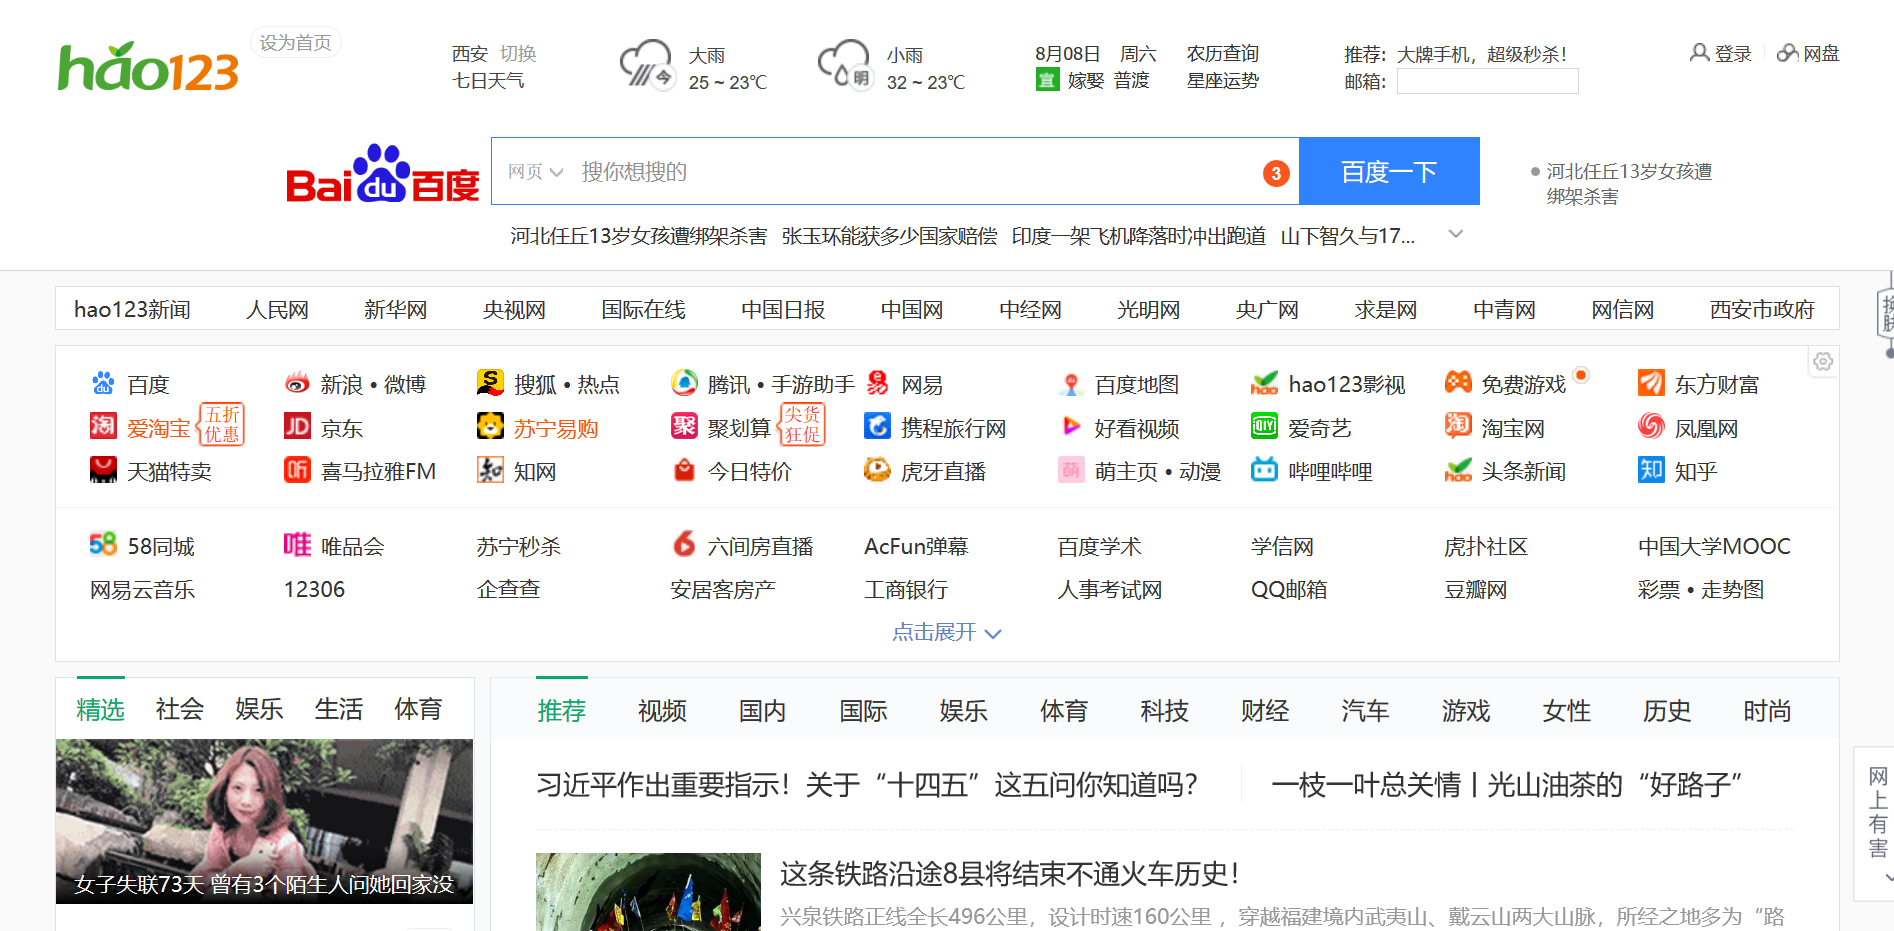 hao123
设为首页
西安 切换
七日天气
今
大雨
25 ~ 23℃
明
小雨
32 ~ 23℃
8月08日 周六 农历查询
宜 嫁娶 普渡 星座运势
推荐: 大牌手机，超级秒杀!
邮箱:
登录 网盘
Bai du 百度
网页 搜你想搜的 3 百度一下
河北任丘13岁女孩遭
绑架杀害
河北任丘13岁女孩遭绑架杀害 张玉环能获多少国家赔偿 印度一架飞机降落时冲出跑道 山下智久与17...
hao123新闻 人民网 新华网 央视网 国际在线 中国日报 中国网 中经网 光明网 央广网 求是网 中青网 网信网 西安市政府
换肤
百度 新浪 • 微博 搜狐 • 热点 腾讯 • 手游助手 网易 百度地图 hao123影视 免费游戏 东方财富
爱淘宝 五折优惠 京东 苏宁易购 聚划算 尖货狂促 携程旅行网 好看视频 爱奇艺 淘宝网 凤凰网
天猫特卖 喜马拉雅FM 知网 今日特价 虎牙直播 萌主页 • 动漫 哔哩哔哩 头条新闻 知乎
58同城 唯品会 苏宁秒杀 六间房直播 AcFun弹幕 百度学术 学信网 虎扑社区 中国大学MOOC
网易云音乐 12306 企查查 安居客房产 工商银行 人事考试网 QQ邮箱 豆瓣网 彩票 • 走势图
点击展开
精选 社会 娱乐 生活 体育
女子失联73天 曾有3个陌生人问她回家没
推荐 视频 国内 国际 娱乐 体育 科技 财经 汽车 游戏 女性 历史 时尚
习近平作出重要指示！关于“十四五”这五问你知道吗？ 一枝一叶总关情丨光山油茶的“好路子”
这条铁路沿途8县将结束不通火车历史！
兴泉铁路正线全长496公里，设计时速160公里 ，穿越福建境内武夷山、戴云山两大山脉，所经之地多为“路
网上有害